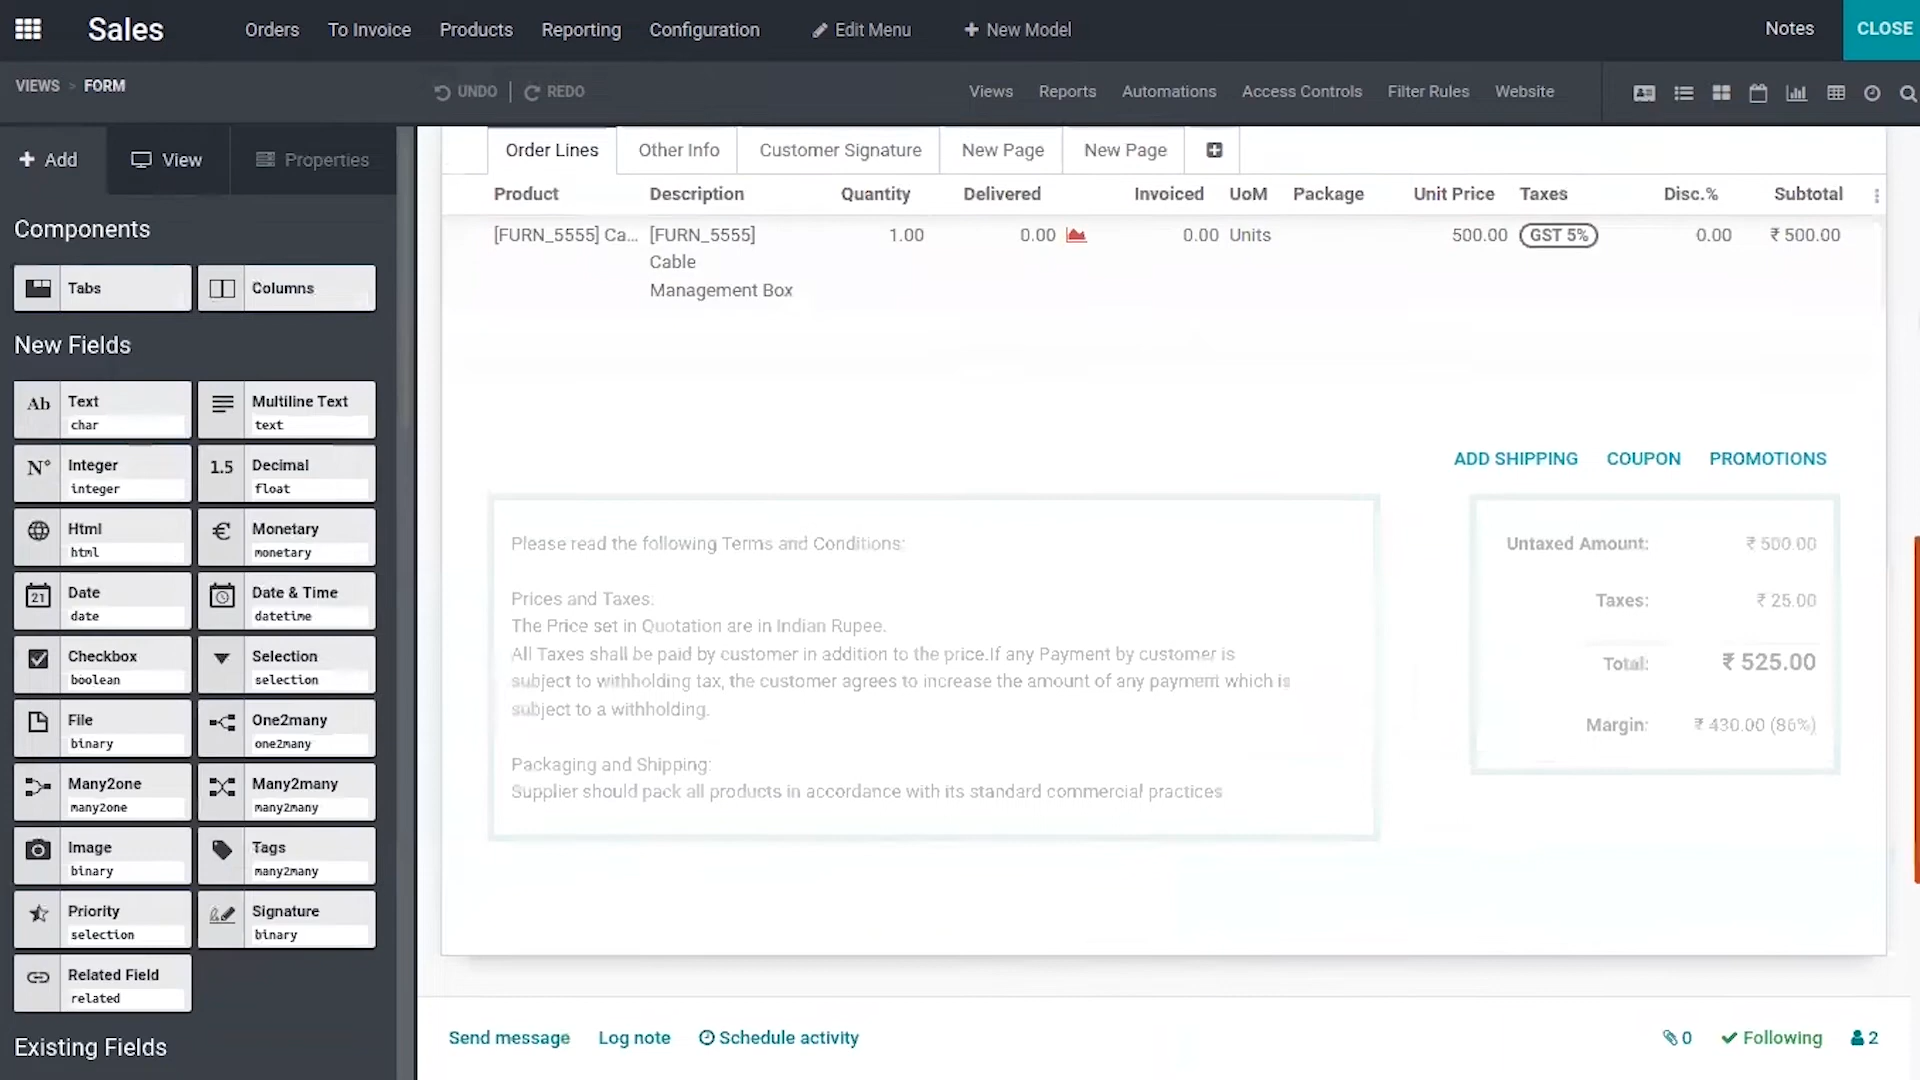 Sales
Orders
To Invoice
Products
Reporting
Configuration
Edit Menu
New Model
Notes
CLOSE
VIEWS > FORM
UNDO
REDO
Views
Reports
Automations
Access Controls
Filter Rules
Website
Add
View
Properties
Components
Tabs
Columns
New Fields
Ab
Text
char
Multiline Text
text
N°
Integer
integer
1.5
Decimal
float
Html
html
€
Monetary
monetary
21
Date
date
Date & Time
datetime
Checkbox
boolean
Selection
selection
File
binary
One2many
one2many
Many2one
many2one
Many2many
many2many
Image
binary
Tags
many2many
Priority
selection
Signature
binary
Related Field
related
Existing Fields
Order Lines
Other Info
Customer Signature
New Page
New Page
Product
Description
Quantity
Delivered
Invoiced
UoM
Package
Unit Price
Taxes
Disc.%
Subtotal
[FURN_5555] Ca...
[FURN_5555]
Cable
Management Box
1.00
0.00
0.00
Units
500.00
GST 5%
0.00
₹ 500.00
ADD SHIPPING
COUPON
PROMOTIONS
Please read the following Terms and Conditions:
Prices and Taxes:
The Price set in Quotation are in Indian Rupee.
All Taxes shall be paid by customer in addition to the price.If any Payment by customer is
subject to withholding tax, the customer agrees to increase the amount of any payment which is
subject to a withholding.
Packaging and Shipping:
Supplier should pack all products in accordance with its standard commercial practices
Untaxed Amount:
₹ 500.00
Taxes:
₹ 25.00
Total:
₹ 525.00
Margin:
₹ 430.00 (86%)
Send message
Log note
Schedule activity
0
Following
2